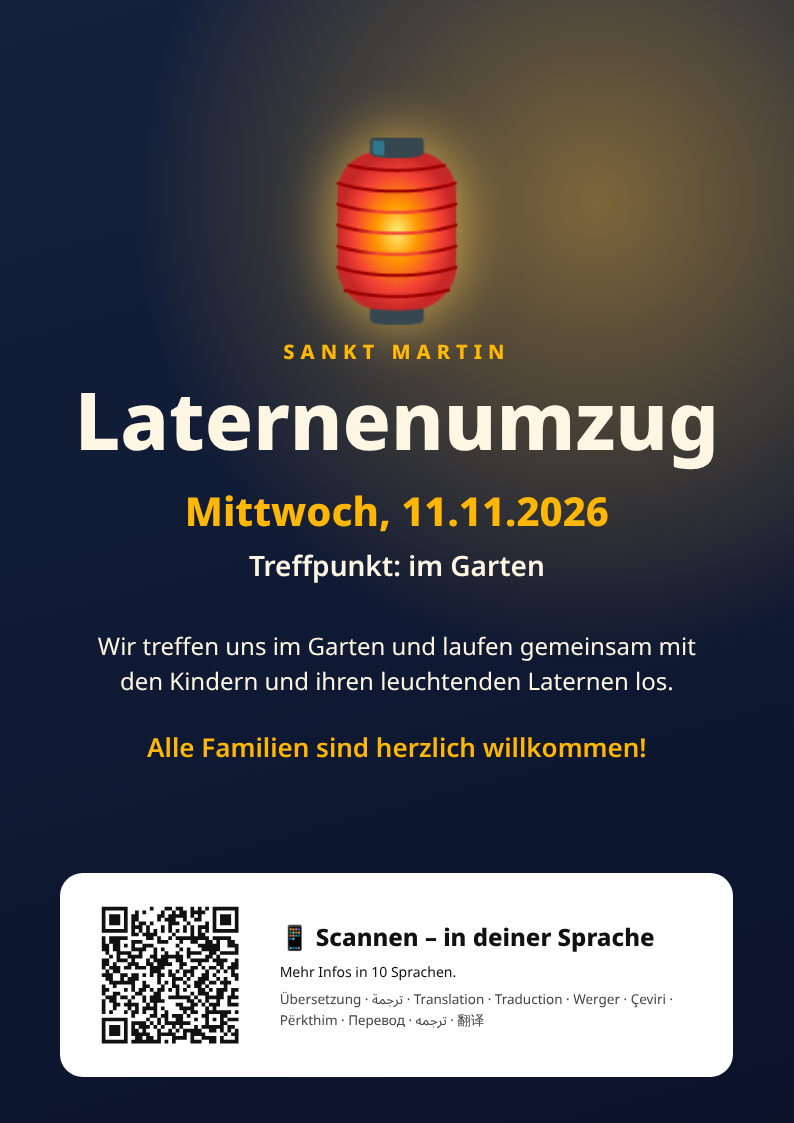 SANKT MARTIN
Laternenumzug
Mittwoch, 11.11.2026
Treffpunkt: im Garten
Wir treffen uns im Garten und laufen gemeinsam mit
den Kindern und ihren leuchtenden Laternen los.
Alle Familien sind herzlich willkommen!
📱 Scannen – in deiner Sprache
Mehr Infos in 10 Sprachen.
Übersetzung · ترجمة · Translation · Traduction · Werger · Çeviri ·
Përkthim · Перевод · ترجمه · 翻译